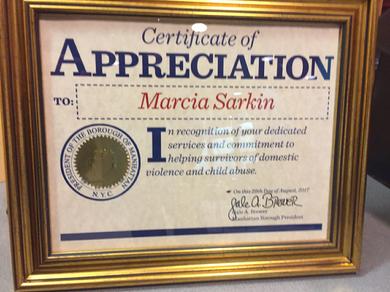 Certificate of
APPRECIATION
TO:
Marcia Sarkin
PRESIDENT OF THE BOROUGH OF MANHATTAN
N.Y.C.
In recognition of your dedicated
services and commitment to
helping survivors of domestic
violence and child abuse.
On this 29th Day of August, 2017
Gale A. Brewer
Gale A. Brewer
Manhattan Borough President